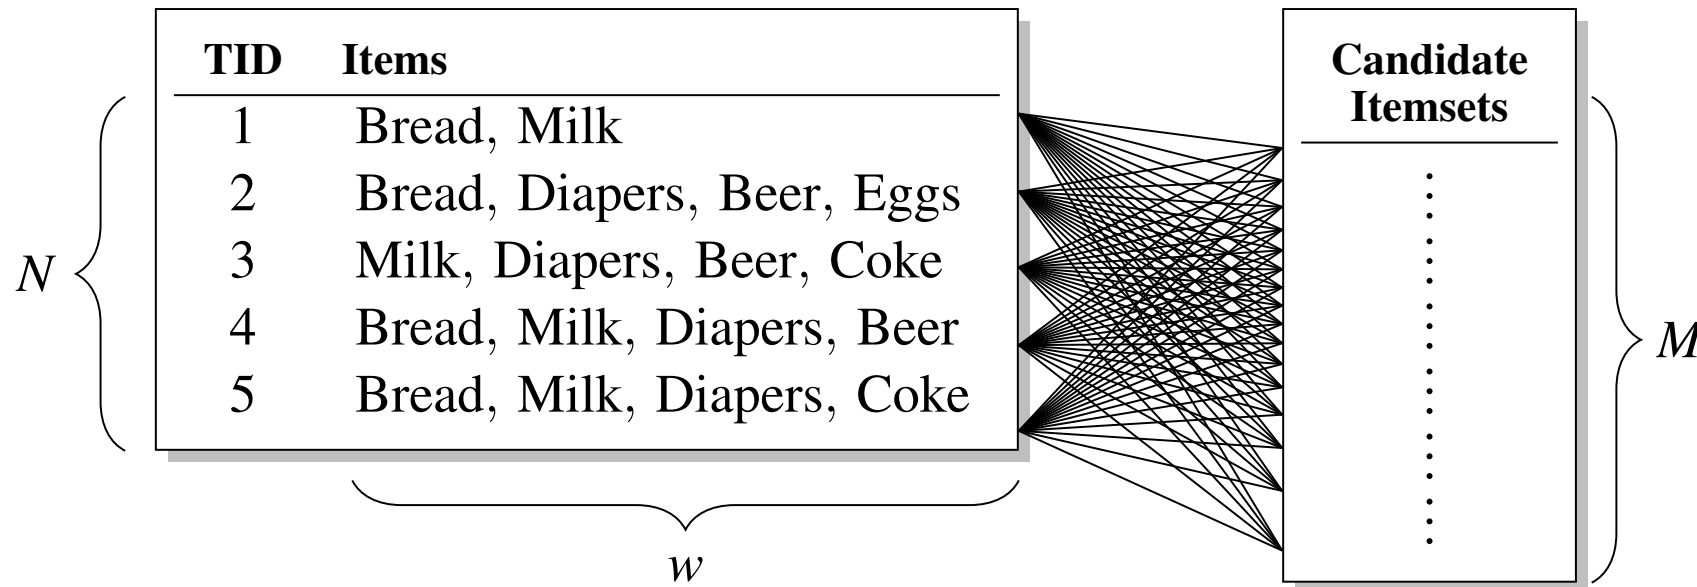 TID Items
1 Bread, Milk
2 Bread, Diapers, Beer, Eggs
3 Milk, Diapers, Beer, Coke
4 Bread, Milk, Diapers, Beer
5 Bread, Milk, Diapers, Coke
N
w
Candidate
Itemsets
M